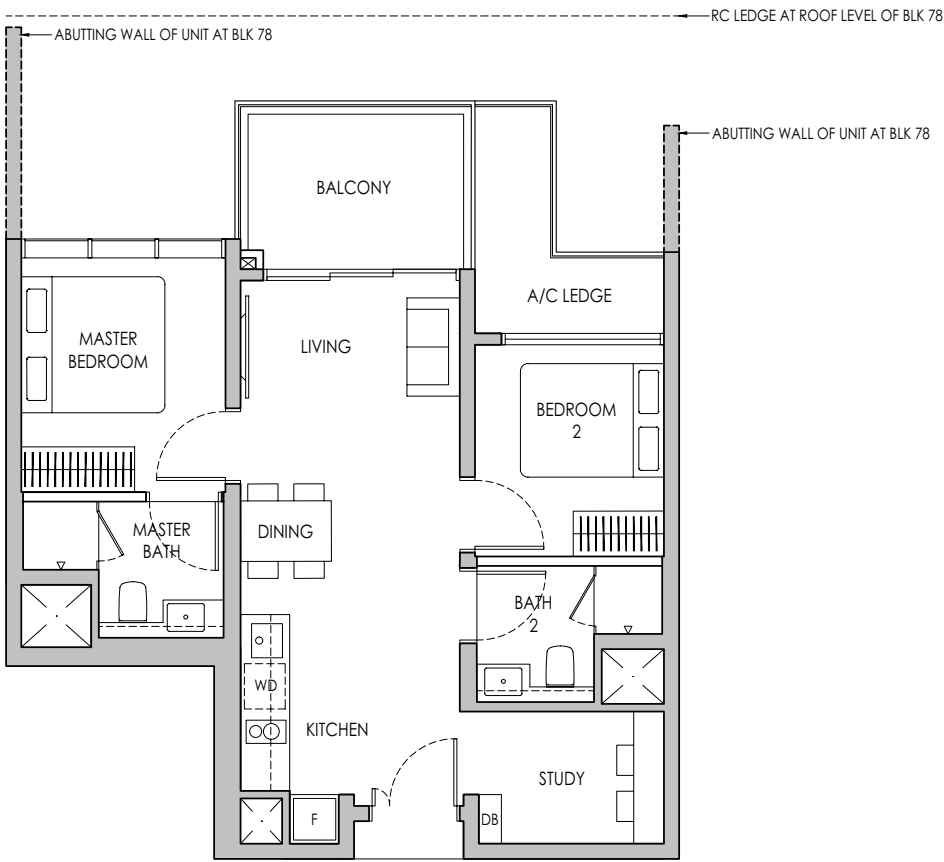 RC LEDGE AT ROOF LEVEL OF BLK 78
ABUTTING WALL OF UNIT AT BLK 78
ABUTTING WALL OF UNIT AT BLK 78
BALCONY
A/C LEDGE
MASTER
BEDROOM
LIVING
BEDROOM
2
MASTER
BATH
DINING
BATH
2
WD
KITCHEN
STUDY
F
DB